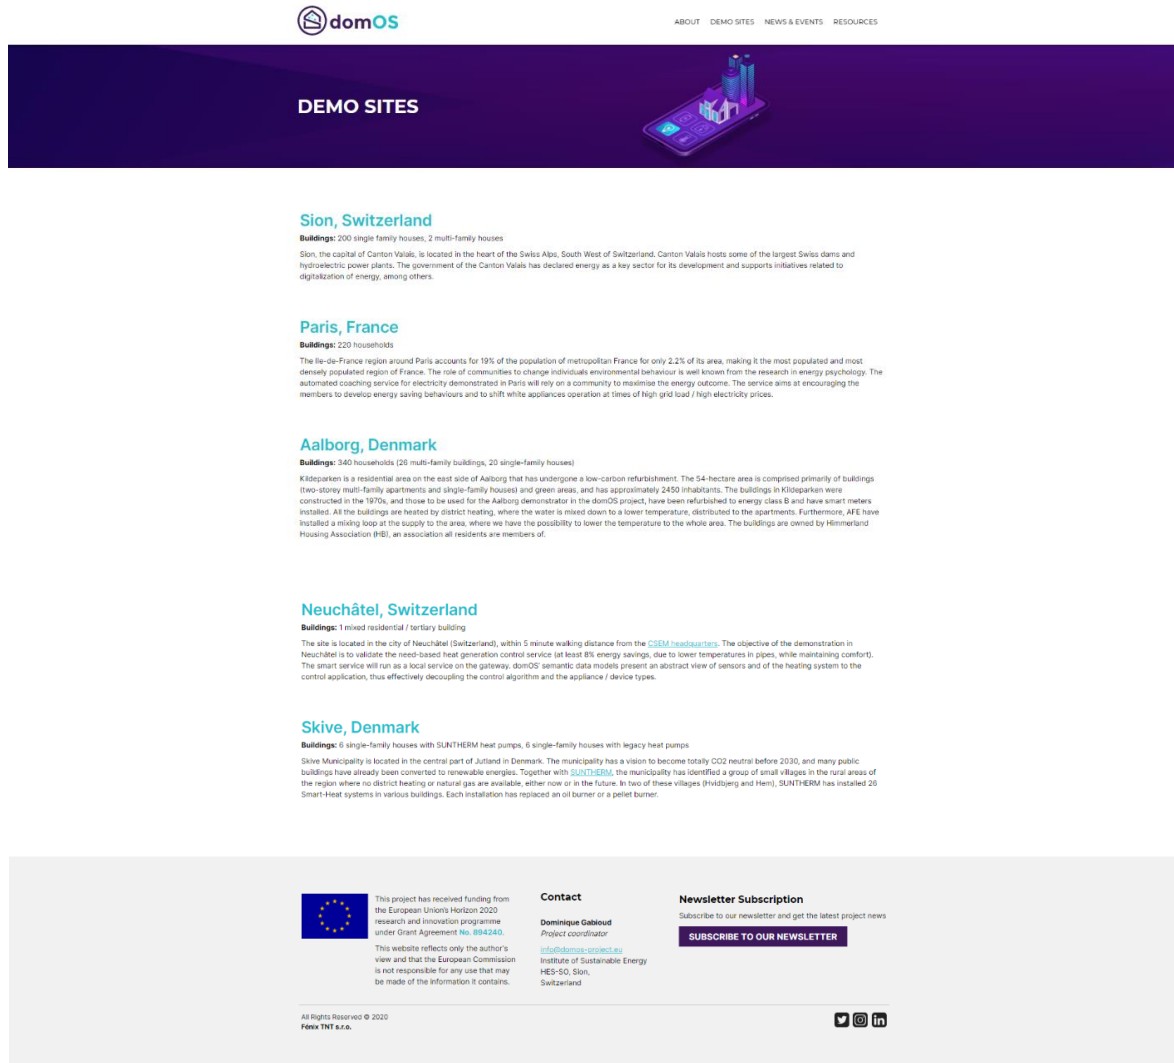 domOS
ABOUT DEMO SITES NEWS & EVENTS RESOURCES
DEMO SITES
Sion, Switzerland
Buildings: 200 single family houses, 2 multi-family houses
Sion, the capital of Canton Valais, is located in the heart of the Swiss Alps, South West of Switzerland. Canton Valais hosts some of the largest Swiss dams and
hydroelectric power plants. The government of the Canton Valais has declared energy as a key sector for its development and supports initiatives related to
digitalization of energy, among others.
Paris, France
Buildings: 220 households
The Ile-de-France region around Paris accounts for 19% of the population of metropolitan France for only 2.2% of its area, making it the most populated and most
densely populated region of France. The role of communities to change individuals environmental behaviour is well known from the research in energy psychology. The
automated coaching service for electricity demonstrated in Paris will rely on a community to maximise the energy outcome. The service aims at encouraging the
members to develop energy saving behaviours and to shift white appliances operation at times of high grid load / high electricity prices.
Aalborg, Denmark
Buildings: 340 households (26 multi-family buildings, 20 single-family houses)
Kildeparken is a residential area on the east side of Aalborg that has undergone a low-carbon refurbishment. The 54-hectare area is comprised primarily of buildings
(two-storey multi-family apartments and single-family houses) and green areas, and has approximately 2450 inhabitants. The buildings in Kildeparken were
constructed in the 1970s, and those to be used for the Aalborg demonstrator in the domOS project, have been refurbished to energy class B and have smart meters
installed. All the buildings are heated by district heating, where the water is mixed down to a lower temperature, distributed to the apartments. Furthermore, AFE have
installed a mixing loop at the supply to the area, where we have the possibility to lower the temperature to the whole area. The buildings are owned by Himmerland
Housing Association (HB), an association all residents are members of.
Neuchâtel, Switzerland
Buildings: 1 mixed residential / tertiary building
The site is located in the city of Neuchâtel (Switzerland), within 5 minute walking distance from the CSEM headquarters. The objective of the demonstration in
Neuchâtel is to validate the need-based heat generation control service (at least 8% energy savings, due to lower temperatures in pipes, while maintaining comfort).
The smart service will run as a local service on the gateway. domOS' semantic data models present an abstract view of sensors and of the heating system to the
control application, thus effectively decoupling the control algorithm and the appliance / device types.
Skive, Denmark
Buildings: 6 single-family houses with SUNTHERM heat pumps, 6 single-family houses with legacy heat pumps
Skive Municipality is located in the central part of Jutland in Denmark. The municipality has a vision to become totally CO2 neutral before 2030, and many public
buildings have already been converted to renewable energies. Together with SUNTHERM, the municipality has identified a group of small villages in the rural areas of
the region where no district heating or natural gas are available, either now or in the future. In two of these villages (Hvidbjerg and Hem), SUNTHERM has installed 26
Smart-Heat systems in various buildings. Each installation has replaced an oil burner or a pellet burner.
This project has received funding from
the European Union's Horizon 2020
research and innovation programme
under Grant Agreement No. 894240.
This website reflects only the author's
view and that the European Commission
is not responsible for any use that may
be made of the information it contains.
Contact
Dominique Gabioud
Project coordinator
info@domos-project.eu
Institute of Sustainable Energy
HES-SO, Sion,
Switzerland
Newsletter Subscription
Subscribe to our newsletter and get the latest project news
SUBSCRIBE TO OUR NEWSLETTER
All Rights Reserved © 2020
Fénix TNT s.r.o.